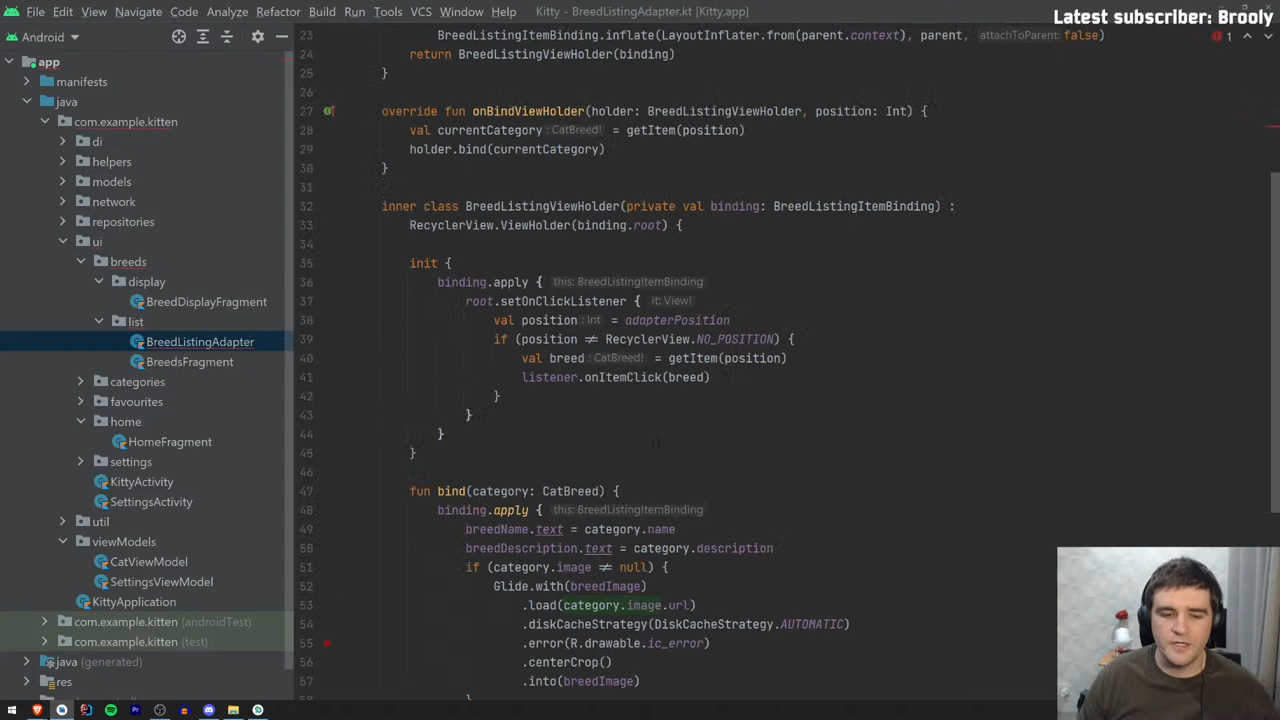 File Edit View Navigate Code Analyze Refactor Build Run Tools VCS Window Help Kitty - BreedListingAdapter.kt [Kitty.app]
Latest subscriber: Brooly
Android
1
app
manifests
java
com.example.kitten
di
helpers
models
network
repositories
ui
breeds
display
BreedDisplayFragment
list
BreedListingAdapter
BreedsFragment
categories
favourites
home
HomeFragment
settings
KittyActivity
SettingsActivity
util
viewModels
CatViewModel
SettingsViewModel
KittyApplication
com.example.kitten (androidTest)
com.example.kitten (test)
java (generated)
res
23 BreedListingItemBinding.inflate(LayoutInflater.from(parent.context), parent, attachToParent: false)
24 return BreedListingViewHolder(binding)
25 }
26
27 override fun onBindViewHolder(holder: BreedListingViewHolder, position: Int) {
28 val currentCategory : CatBreed! = getItem(position)
29 holder.bind(currentCategory)
30 }
31
32 inner class BreedListingViewHolder(private val binding: BreedListingItemBinding) :
33 RecyclerView.ViewHolder(binding.root) {
34
35 init {
36 binding.apply { this: BreedListingItemBinding
37 root.setOnClickListener { it: View!
38 val position : Int = adapterPosition
39 if (position ≠ RecyclerView.NO_POSITION) {
40 val breed : CatBreed! = getItem(position)
41 listener.onItemClick(breed)
42 }
43 }
44 }
45 }
46
47 fun bind(category: CatBreed) {
48 binding.apply { this: BreedListingItemBinding
49 breedName.text = category.name
50 breedDescription.text = category.description
51 if (category.image ≠ null) {
52 Glide.with(breedImage)
53 .load(category.image.url)
54 .diskCacheStrategy(DiskCacheStrategy.AUTOMATIC)
55 .error(R.drawable.ic_error)
56 .centerCrop()
57 .into(breedImage)